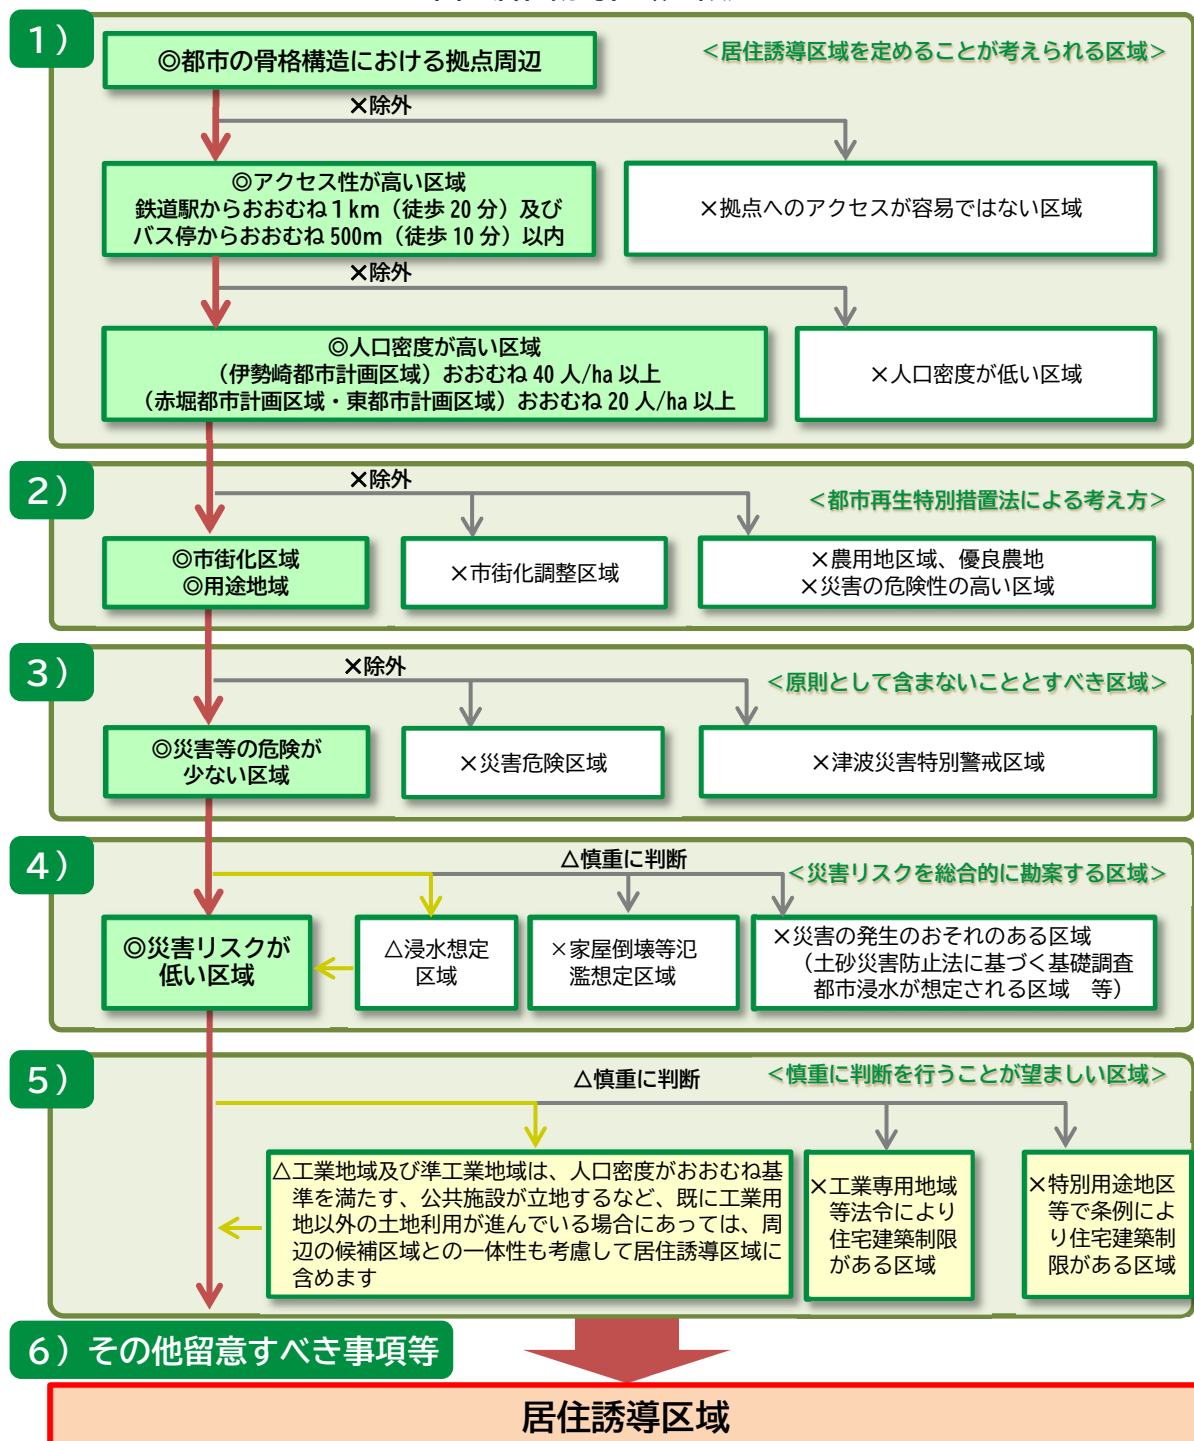 1）
◎都市の骨格構造における拠点周辺
＜居住誘導区域を定めることが考えられる区域＞
×除外
◎アクセス性が高い区域
鉄道駅からおおむね１km（徒歩 20 分）及び
バス停からおおむね 500m（徒歩 10 分）以内
×拠点へのアクセスが容易ではない区域
×除外
◎人口密度が高い区域
（伊勢崎都市計画区域）おおむね 40 人/ha 以上
（赤堀都市計画区域・東都市計画区域）おおむね 20 人/ha 以上
×人口密度が低い区域
2）
×除外
＜都市再生特別措置法による考え方＞
◎市街化区域
◎用途地域
×市街化調整区域
×農用地区域、優良農地
×災害の危険性の高い区域
3）
×除外
＜原則として含まないこととすべき区域＞
◎災害等の危険が
少ない区域
×災害危険区域
×津波災害特別警戒区域
4）
△慎重に判断
＜災害リスクを総合的に勘案する区域＞
◎災害リスクが
低い区域
△浸水想定
区域
×家屋倒壊等氾
濫想定区域
×災害の発生のおそれのある区域
（土砂災害防止法に基づく基礎調査
都市浸水が想定される区域　等）
5）
△慎重に判断
＜慎重に判断を行うことが望ましい区域＞
△工業地域及び準工業地域は、人口密度がおおむね基
準を満たす、公共施設が立地するなど、既に工業用
地以外の土地利用が進んでいる場合にあっては、周
辺の候補区域との一体性も考慮して居住誘導区域に
含めます
×工業専用地域
等法令により
住宅建築制限
がある区域
×特別用途地区
等で条例によ
り住宅建築制
限がある区域
6）その他留意すべき事項等
居住誘導区域